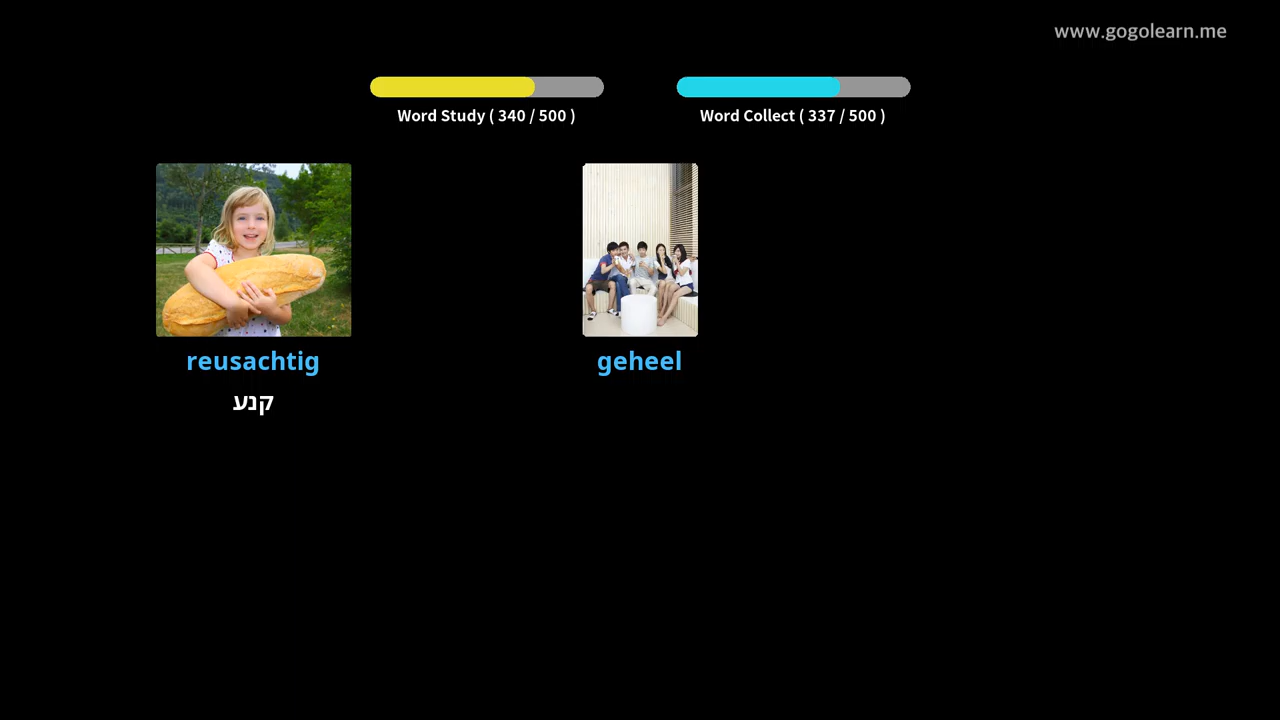 www.gogolearn.me
Word Study ( 340 / 500 )
Word Collect ( 337 / 500 )
reusachtig
geheel
קנע